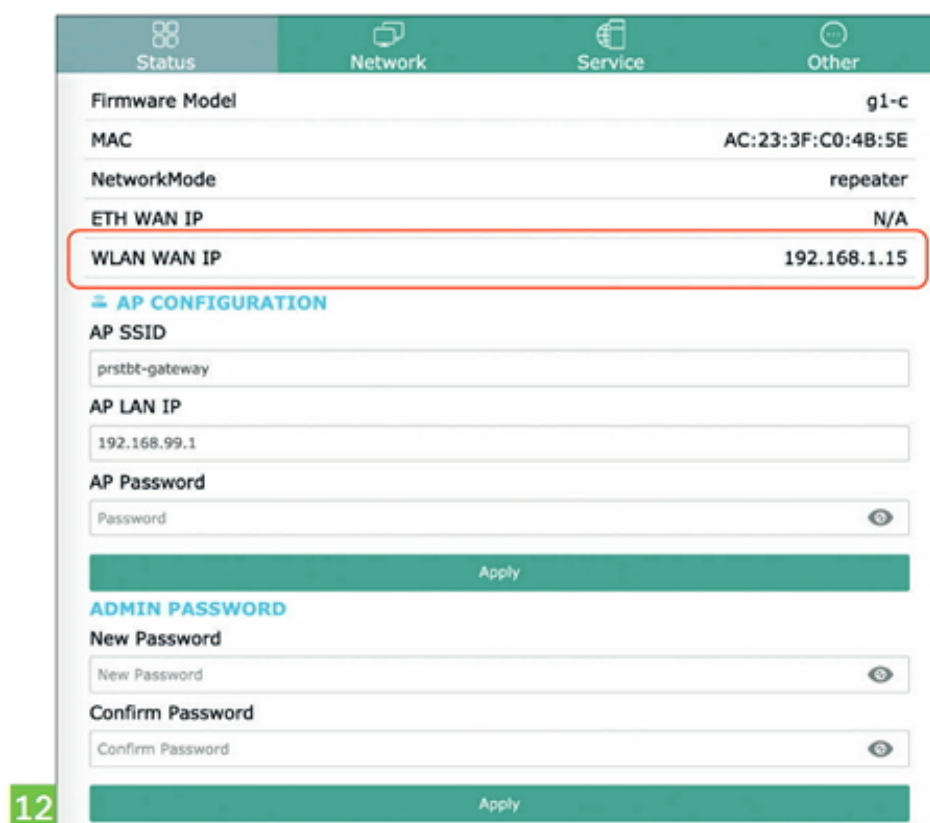 Status Network Service Other
Firmware Model g1-c
MAC AC:23:3F:C0:4B:5E
NetworkMode repeater
ETH WAN IP N/A
WLAN WAN IP 192.168.1.15
AP CONFIGURATION
AP SSID
prstbt-gateway
AP LAN IP
192.168.99.1
AP Password
Password
Apply
ADMIN PASSWORD
New Password
New Password
Confirm Password
Confirm Password
Apply
12